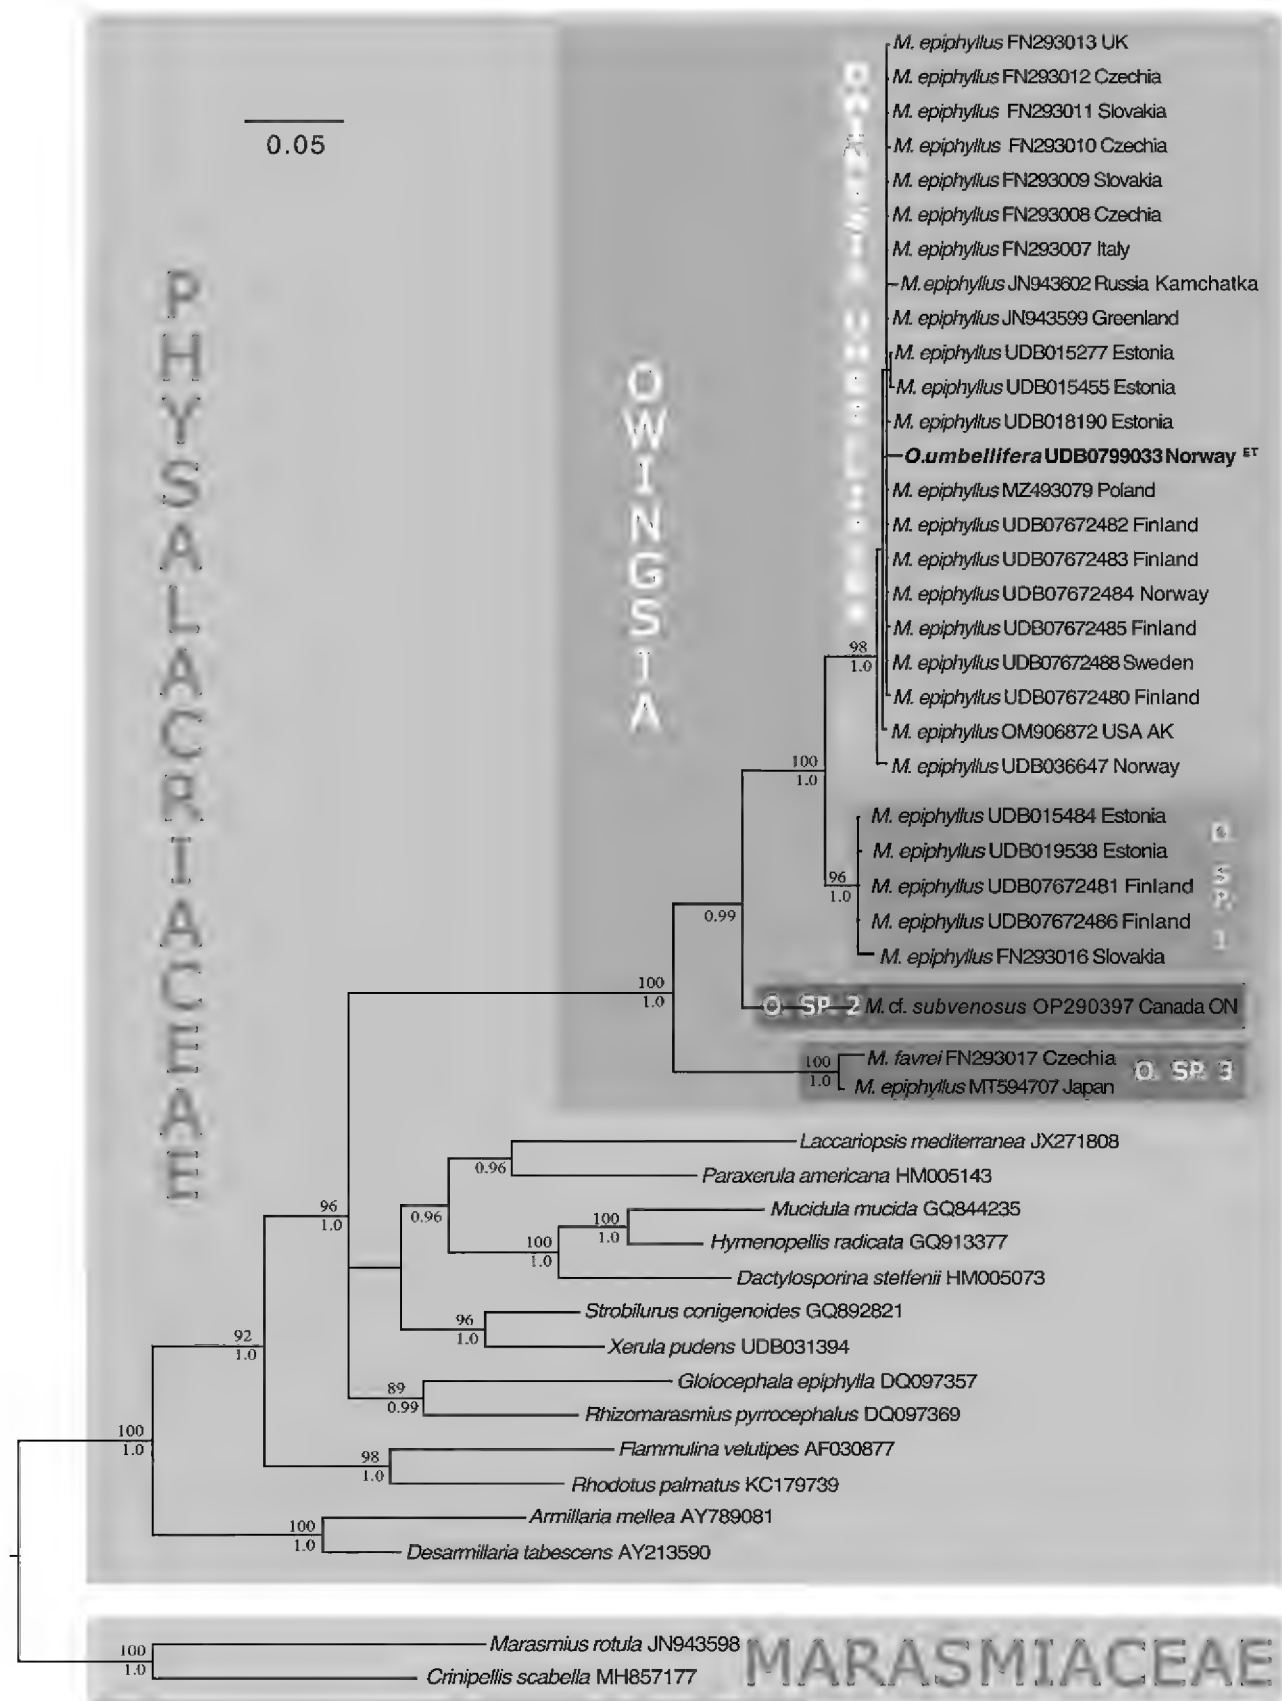 M. epiphyllus FN293013 UK
M. epiphyllus FN293012 Czechia
M. epiphyllus FN293011 Slovakia
0.05
M. epiphyllus FN293010 Czechia
M. epiphyllus FN293009 Slovakia
M. epiphyllus FN293008 Czechia
M. epiphyllus FN293007 Italy
M. epiphyllus JN943602 Russia Kamchatka
M. epiphyllus JN943599 Greenland
M. epiphyllus UDB015277 Estonia
M. epiphyllus UDB015455 Estonia
M. epiphyllus UDB018190 Estonia
O.umbellifera UDB0799033 Norway ET
M. epiphyllus MZ493079 Poland
M. epiphyllus UDB07672482 Finland
M. epiphyllus UDB07672483 Finland
M. epiphyllus UDB07672484 Norway
M. epiphyllus UDB07672485 Finland
98
1.0
M. epiphyllus UDB07672488 Sweden
M. epiphyllus UDB07672480 Finland
M. epiphyllus OM906872 USA AK
M. epiphyllus UDB036647 Norway
100
1.0
PHYSALACRIACEAE
OWINGSIA
M. epiphyllus UDB015484 Estonia
M. epiphyllus UDB019538 Estonia
M. epiphyllus UDB07672481 Finland
M. epiphyllus UDB07672486 Finland
M. epiphyllus FN293016 Slovakia
96
1.0
O. SP. 1
0.99
100
1.0
O. SP. 2 M. cf. subvenosus OP290397 Canada ON
M. favrei FN293017 Czechia
M. epiphyllus MT594707 Japan
100
1.0
O. SP. 3
Laccariopsis mediterranea JX271808
0.96
Paraxerula americana HM005143
96
1.0
0.96
Mucidula mucida GQ844235
100
1.0
Hymenopellis radicata GQ913377
100
1.0
Dactylosporina steffenii HM005073
Strobilurus conigenoides GQ892821
96
1.0
Xerula pudens UDB031394
92
1.0
Gloiocephala epiphylla DQ097357
89
0.99
Rhizomarasmius pyrrocephalus DQ097369
100
1.0
Flammulina velutipes AF030877
98
1.0
Rhodotus palmatus KC179739
Armillaria mellea AY789081
100
1.0
Desarmillaria tabescens AY213590
Marasmius rotula JN943598
100
1.0
Crinipellis scabella MH857177
MARASMIACEAE